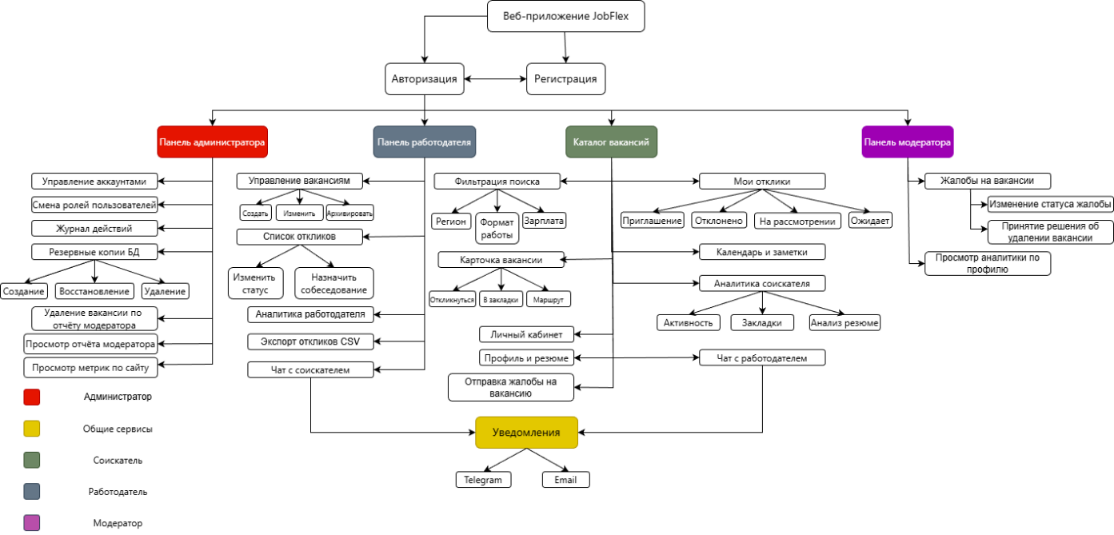 Веб-приложение JobFlex
Авторизация
Регистрация
Панель администратора
Панель работодателя
Каталог вакансий
Панель модератора
Управление аккаунтами
Смена ролей пользователей
Журнал действий
Резервные копии БД
Создание
Восстановление
Удаление
Удаление вакансии по
отчёту модератора
Просмотр отчёта модератора
Просмотр метрик по сайту
Управление вакансиям
Создать
Изменить
Архивировать
Список откликов
Изменить
статус
Назначить
собеседование
Аналитика работодателя
Экспорт откликов CSV
Чат с соискателем
Фильтрация поиска
Регион
Формат
работы
Зарплата
Карточка вакансии
Откликнуться
В закладки
Маршрут
Личный кабинет
Профиль и резюме
Отправка жалобы на
вакансию
Мои отклики
Приглашение
Отклонено
На рассмотрении
Ожидает
Календарь и заметки
Аналитика соискателя
Активность
Закладки
Анализ резюме
Чат с работодателем
Жалобы на вакансии
Изменение статуса жалобы
Принятие решения об
удалении вакансии
Просмотр аналитики по
профилю
Уведомления
Telegram
Email
Администратор
Общие сервисы
Соискатель
Работодатель
Модератор